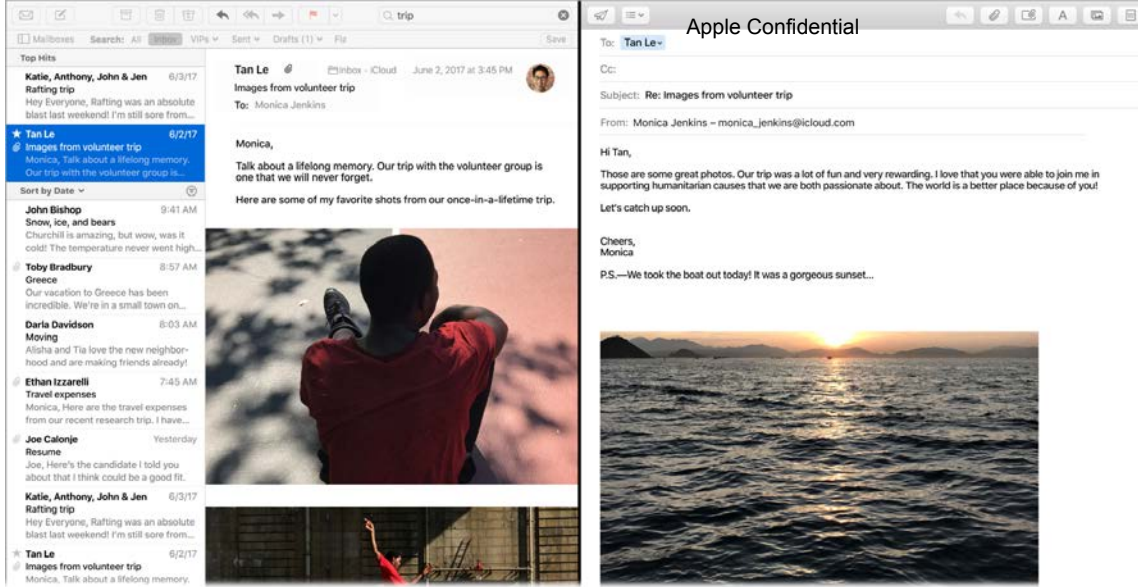 trip
Mailboxes Search: All Inbox VIPs Sent Drafts (1) Fla Save
Top Hits
Katie, Anthony, John & Jen 6/3/17
Rafting trip
Hey Everyone, Rafting was an absolute
blast last weekend! I'm still sore from...
Tan Le 6/2/17
Images from volunteer trip
Monica, Talk about a lifelong memory.
Our trip with the volunteer group is...
Sort by Date
John Bishop 9:41 AM
Snow, ice, and bears
Churchill is amazing, but wow, was it
cold! The temperature never went high...
Toby Bradbury 8:57 AM
Greece
Our vacation to Greece has been
incredible. We're in a small town on...
Darla Davidson 8:03 AM
Moving
Alisha and Tia love the new neighbor-
hood and are making friends already!
Ethan Izzarelli 7:45 AM
Travel expenses
Monica, Here are the travel expenses
from our recent research trip. I have...
Joe Calonje Yesterday
Resume
Joe, Here's the candidate I told you
about that I think could be a good fit.
Katie, Anthony, John & Jen 6/3/17
Rafting trip
Hey Everyone, Rafting was an absolute
blast last weekend! I'm still sore from...
Tan Le 6/2/17
Images from volunteer trip
Monica, Talk about a lifelong memory.
Tan Le Inbox - iCloud June 2, 2017 at 3:45 PM
Images from volunteer trip
To: Monica Jenkins
Monica,
Talk about a lifelong memory. Our trip with the volunteer group is
one that we will never forget.
Here are some of my favorite shots from our once-in-a-lifetime trip.
Apple Confidential
To: Tan Le
Cc:
Subject: Re: Images from volunteer trip
From: Monica Jenkins – monica_jenkins@icloud.com
Hi Tan,
Those are some great photos. Our trip was a lot of fun and very rewarding. I love that you were able to join me in
supporting humanitarian causes that we are both passionate about. The world is a better place because of you!
Let's catch up soon.
Cheers,
Monica
P.S.—We took the boat out today! It was a gorgeous sunset...